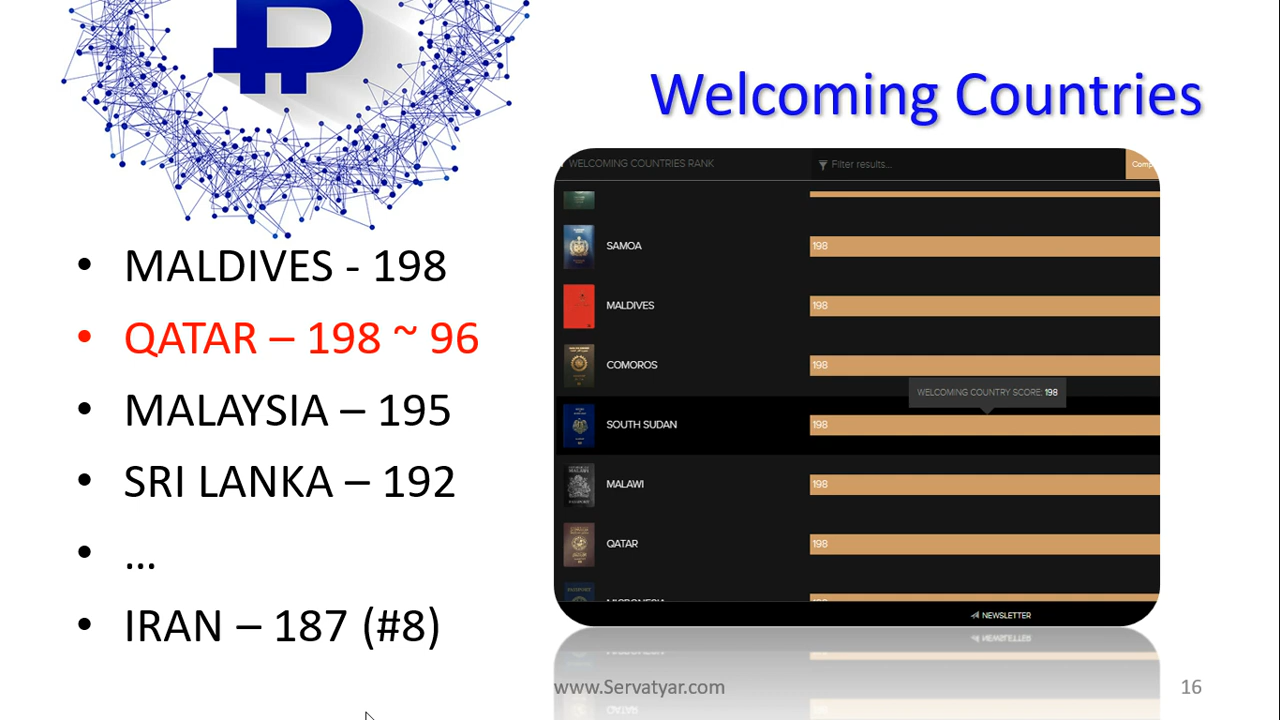 Welcoming Countries
• MALDIVES - 198
• QATAR – 198 ~ 96
• MALAYSIA – 195
• SRI LANKA – 192
• ...
• IRAN – 187 (#8)
WELCOMING COUNTRIES RANK
Filter results...
SAMOA 198
MALDIVES 198
COMOROS 198
WELCOMING COUNTRY SCORE: 198
SOUTH SUDAN 198
MALAWI 198
QATAR 198
NEWSLETTER
www.Servatyar.com
16